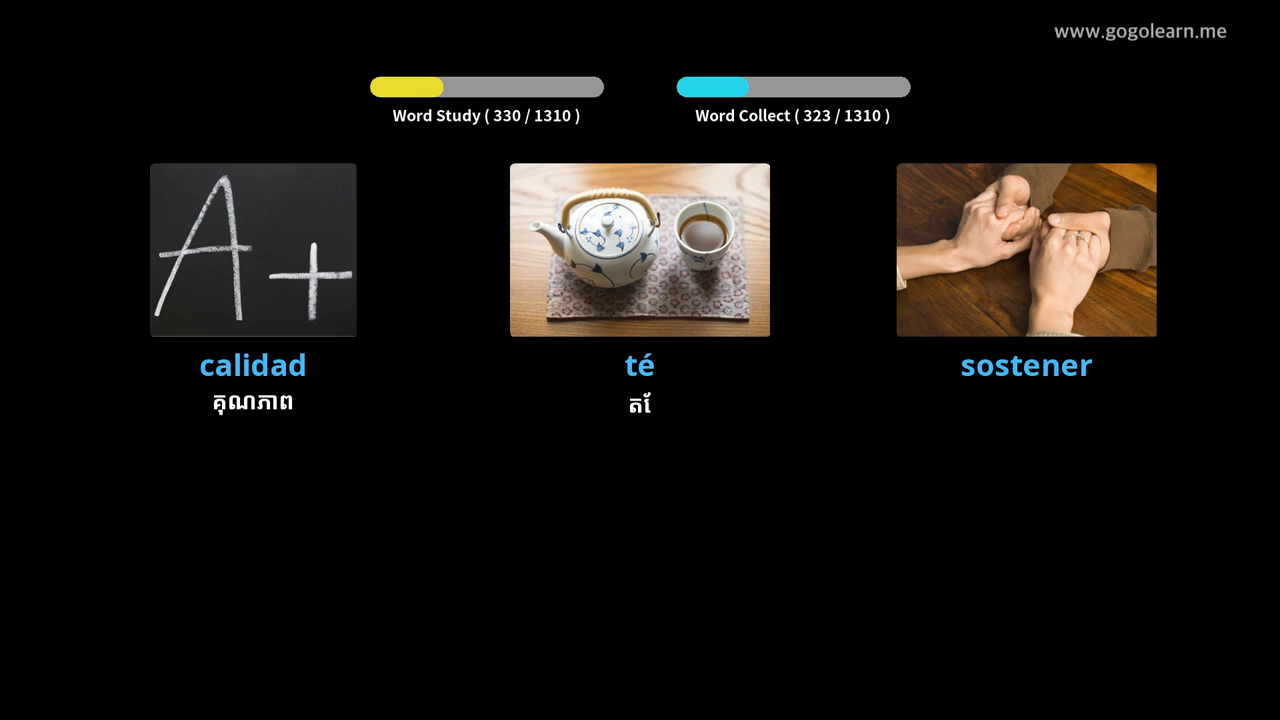 www.gogolearn.me
Word Study ( 330 / 1310 )
Word Collect ( 323 / 1310 )
A+
calidad
té
sostener
គុណភាព
តែ